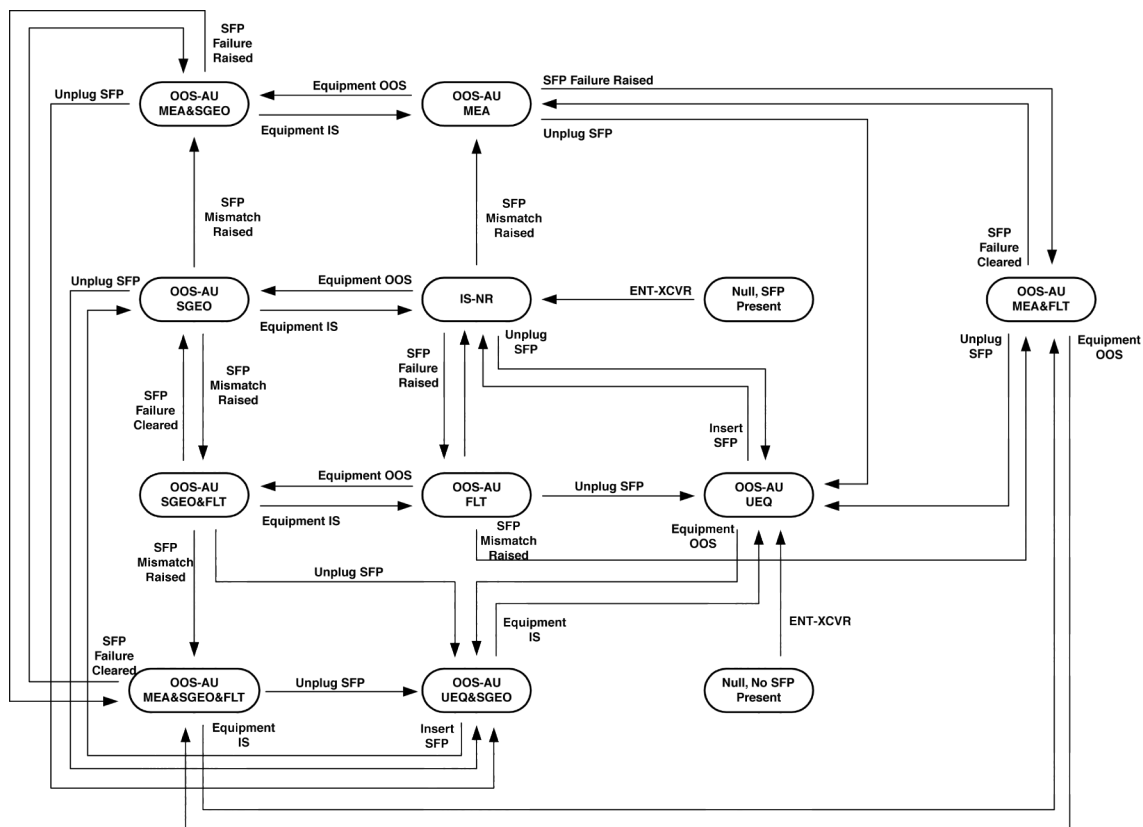 SFP
Failure
Raised
Unplug SFP
OOS-AU
MEA&SGEO
Equipment OOS
Equipment IS
OOS-AU
MEA
SFP Failure Raised
Unplug SFP
SFP
Mismatch
Raised
SFP
Mismatch
Raised
SFP
Failure
Cleared
Unplug SFP
OOS-AU
SGEO
Equipment OOS
Equipment IS
IS-NR
ENT-XCVR
Null, SFP
Present
OOS-AU
MEA&FLT
Unplug
SFP
SFP
Failure
Raised
Unplug
SFP
Equipment
OOS
SFP
Mismatch
Raised
SFP
Failure
Cleared
Insert
SFP
OOS-AU
SGEO&FLT
Equipment OOS
Equipment IS
OOS-AU
FLT
Unplug SFP
OOS-AU
UEQ
SFP
Mismatch
Raised
Equipment
OOS
SFP
Mismatch
Raised
Unplug SFP
Equipment
IS
ENT-XCVR
SFP
Failure
Cleared
OOS-AU
MEA&SGEO&FLT
Unplug SFP
OOS-AU
UEQ&SGEO
Null, No SFP
Present
Equipment
IS
Insert
SFP